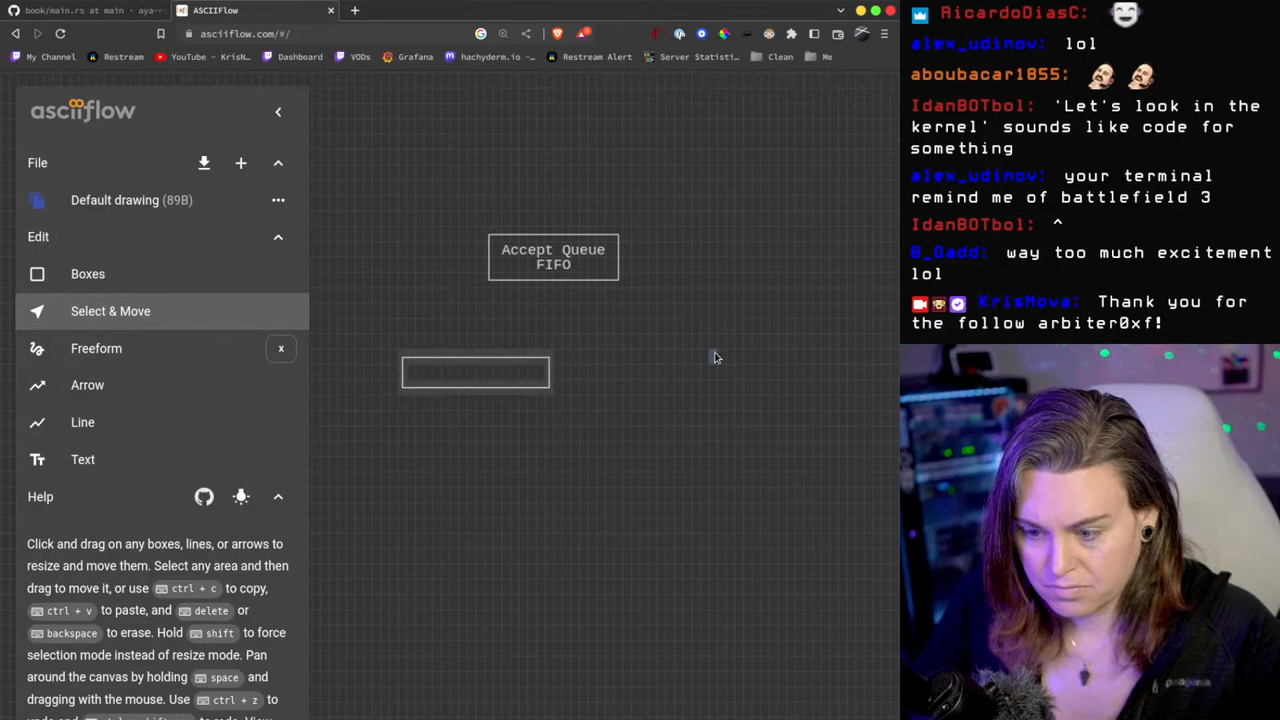 book/main.rs at main · aya-rs
ASCIIFlow
asciiflow.com/#/
My Channel
Restream
YouTube – KrisN...
Dashboard
VODs
Grafana
hachyderm.io - ...
Restream Alert
Server Statisti...
Clean
Me
asciiflow
File
Default drawing (89B)
Edit
Boxes
Select & Move
Freeform
x
Arrow
Line
Text
Help
Click and drag on any boxes, lines, or arrows to
resize and move them. Select any area and then
drag to move it, or use ctrl + c to copy,
ctrl + v to paste, and delete or
backspace to erase. Hold shift to force
selection mode instead of resize mode. Pan
around the canvas by holding space and
dragging with the mouse. Use ctrl + z to
Accept Queue
FIFO
RicardoDiasC:
alex_udinov: lol
aboubacar1855:
IdanBOTbol: 'Let's look in the
kernel' sounds like code for
something
alex_udinov: your terminal
remind me of battlefield 3
IdanBOTbol: ^
B_Gadd: way too much excitement
lol
KrisNova: Thank you for
the follow arbiter0xf!
patagonia